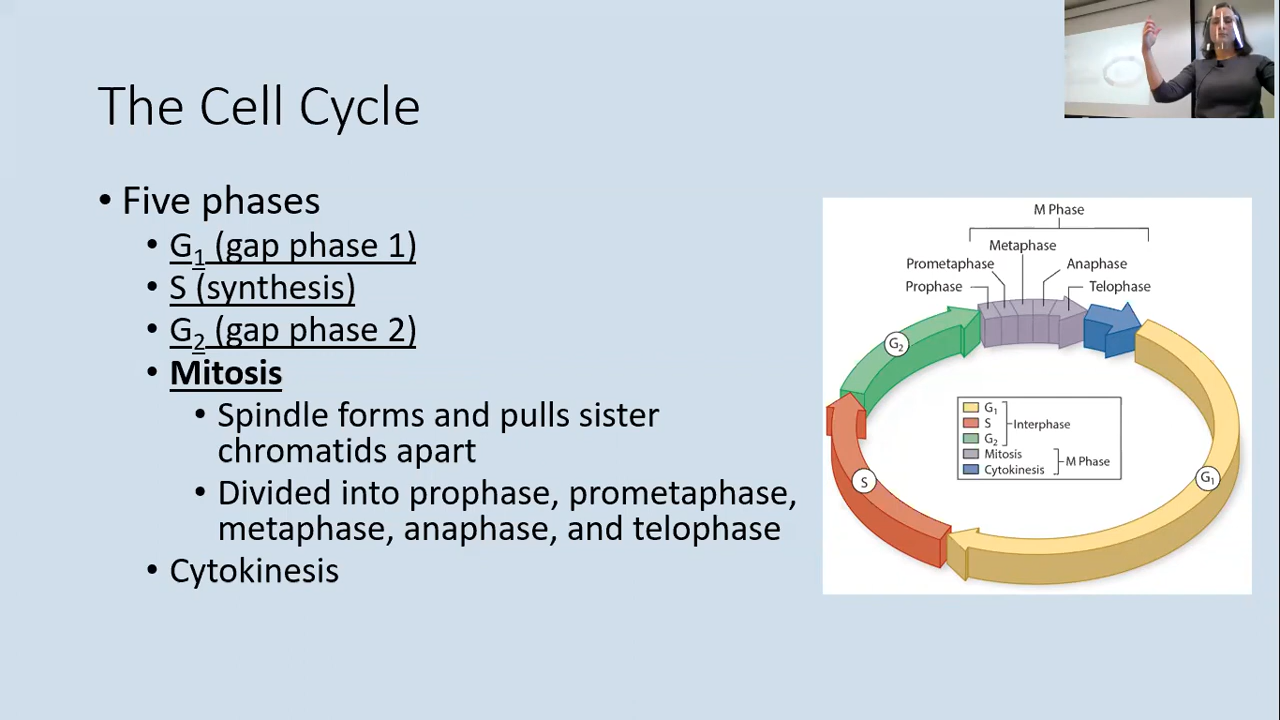 The Cell Cycle
• Five phases
• G₁ (gap phase 1)
• S (synthesis)
• G₂ (gap phase 2)
• Mitosis
• Spindle forms and pulls sister
chromatids apart
• Divided into prophase, prometaphase,
metaphase, anaphase, and telophase
• Cytokinesis
M Phase
Metaphase
Prometaphase
Anaphase
Prophase
Telophase
G₂
G₁
S
Interphase
G₂
Mitosis
M Phase
Cytokinesis
S
G₁